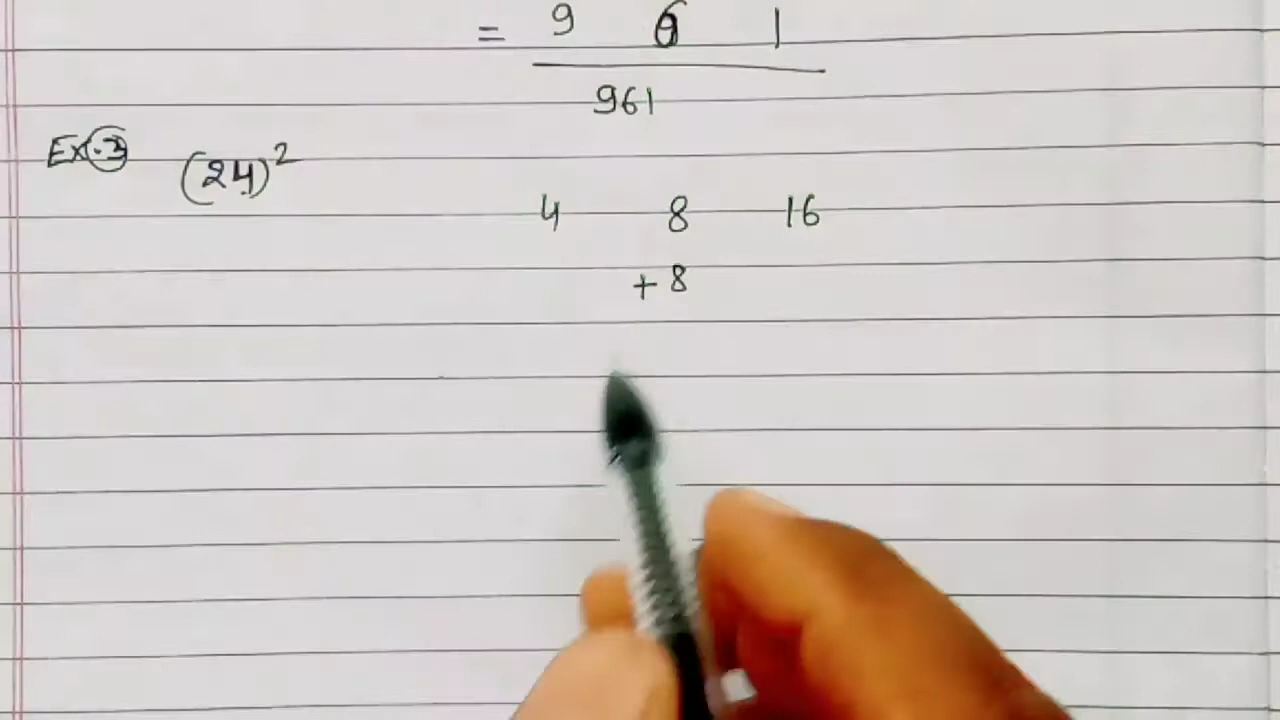 = 9 6 1
961
Ex. 3 (24)²
4 8 16
+ 8